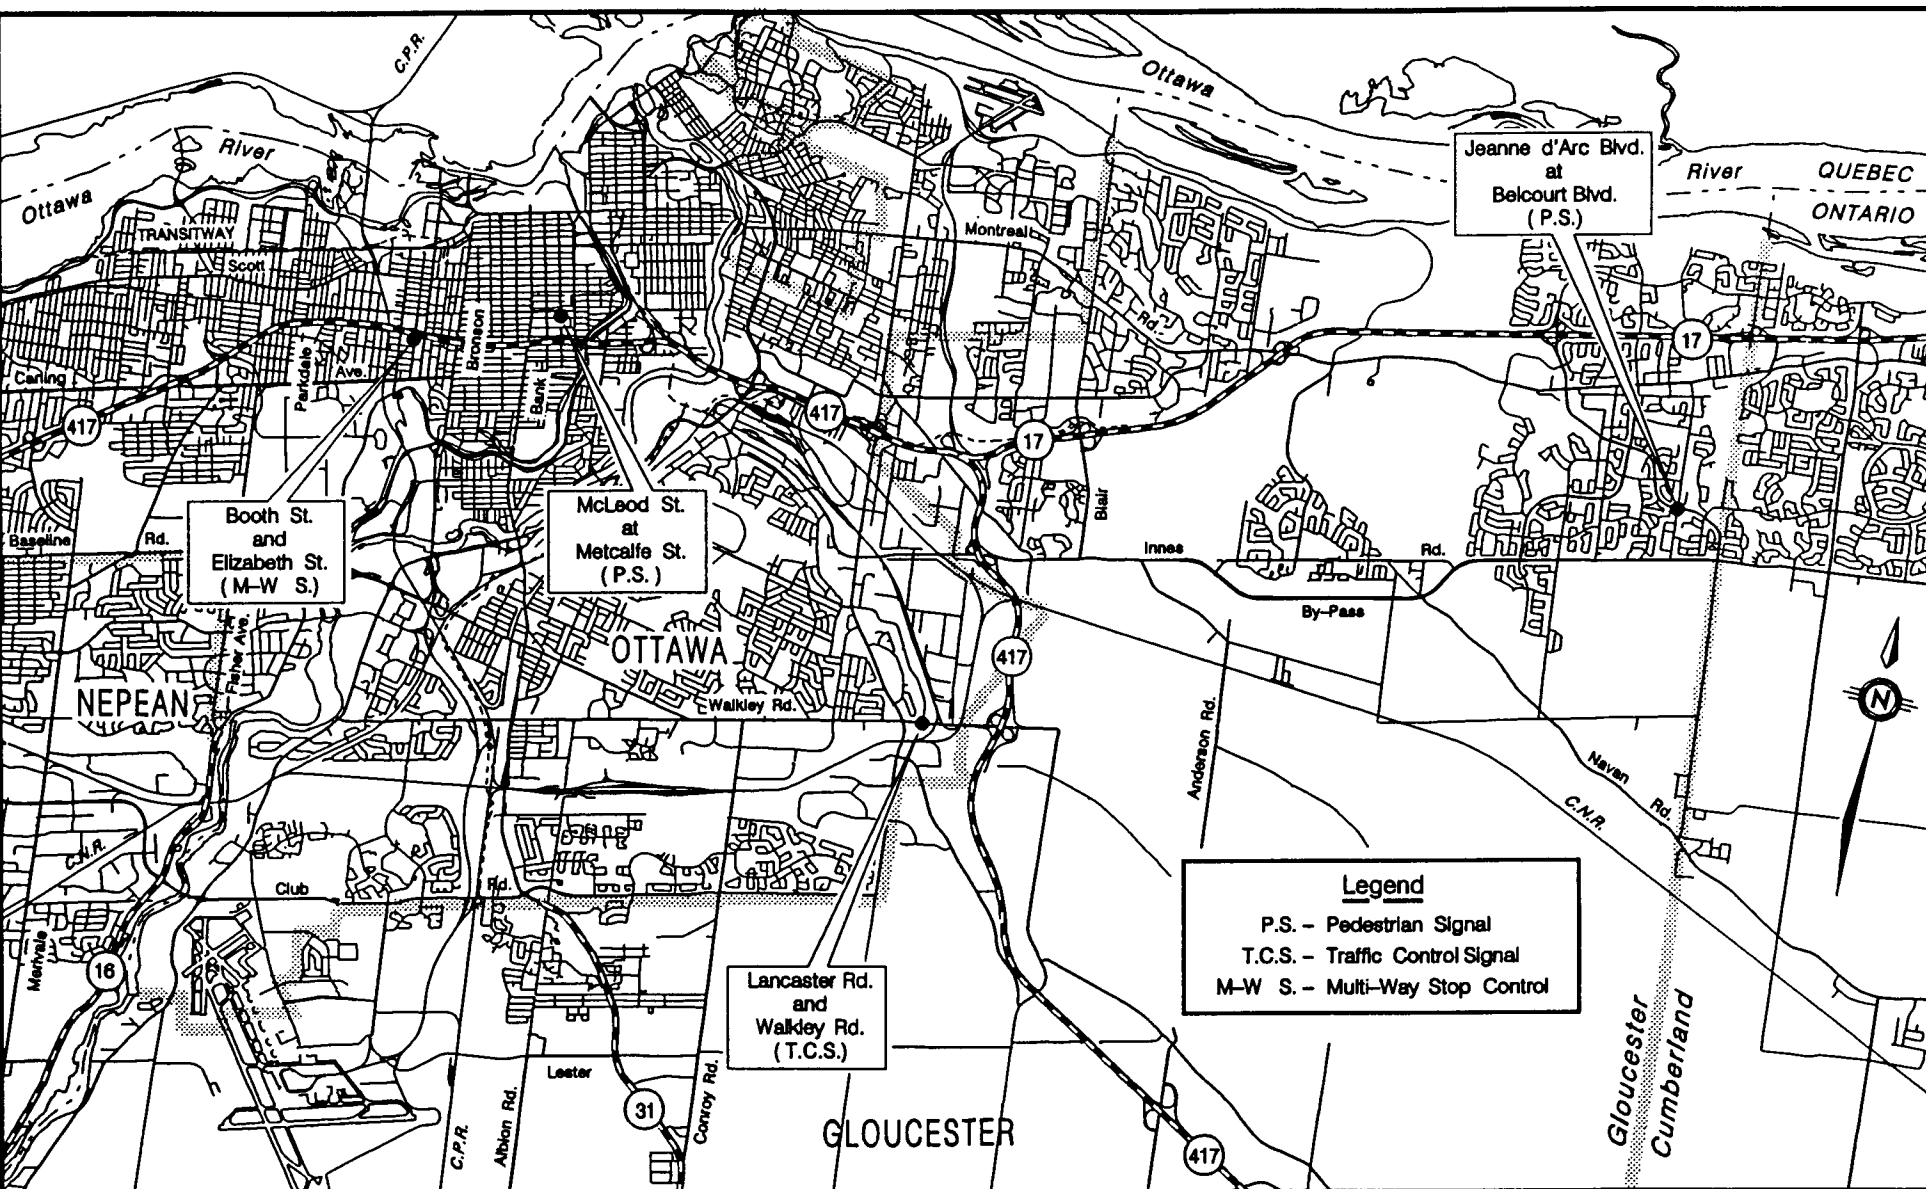 C.P.R.
Ottawa
River
Ottawa
Jeanne d'Arc Blvd.
at
Belcourt Blvd.
( P.S.)
River
QUEBEC
ONTARIO
TRANSITWAY
Scott
Montreal
Rd.
Bronson
Parkdale
Ave.
Carling
Bank
417
417
17
17
Booth St.
and
Elizabeth St.
( M–W S.)
McLeod St.
at
Metcalfe St.
( P.S. )
Blair
Baseline
Rd.
Innes
Rd.
By–Pass
Fisher Ave.
OTTAWA
417
NEPEAN
Walkley Rd.
N
Anderson Rd.
Navan
Rd.
C.N.R.
C.N.R.
Club
Rd.
Legend
P.S. – Pedestrian Signal
T.C.S. – Traffic Control Signal
M–W S. – Multi–Way Stop Control
Merivale
16
Lancaster Rd.
and
Walkley Rd.
( T.C.S.)
Lester
31
Conroy Rd.
Albion Rd.
C.P.R.
GLOUCESTER
417
Gloucester
Cumberland